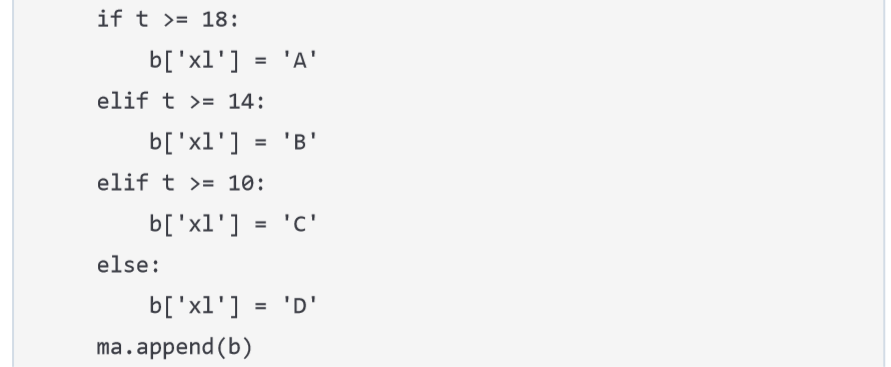 if t >= 18:
    b['xl'] = 'A'
elif t >= 14:
    b['xl'] = 'B'
elif t >= 10:
    b['xl'] = 'C'
else:
    b['xl'] = 'D'
ma.append(b)